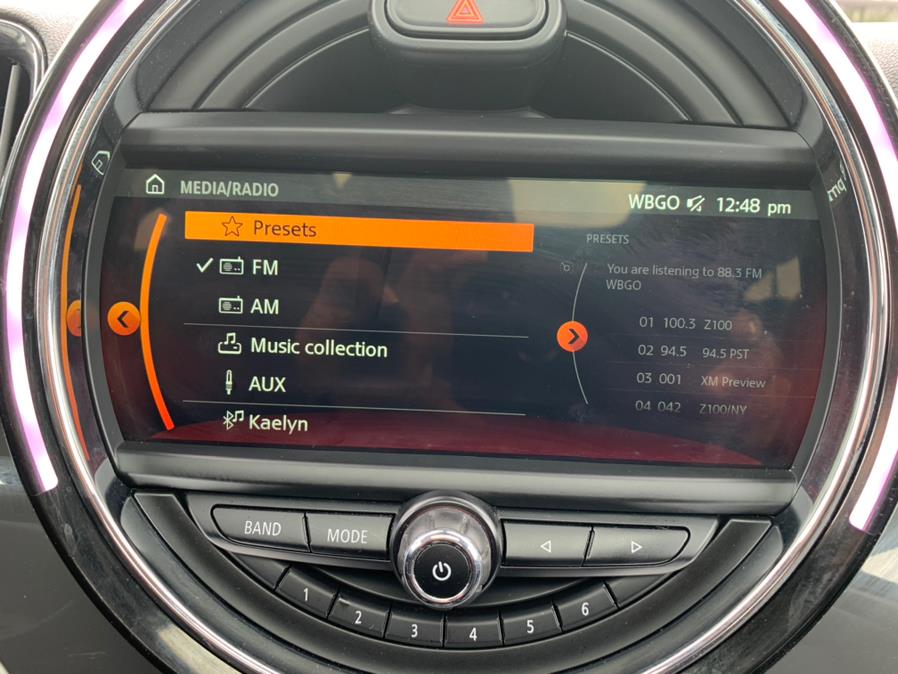 MEDIA/RADIO
WBGO 12:48 pm
Presets
FM
AM
Music collection
AUX
Kaelyn
PRESETS
You are listening to 88.3 FM
WBGO
01 100.3 Z100
02 94.5 94.5 PST
03 001 XM Preview
04 042 Z100/NY
BAND
MODE
1
2
3
4
5
6